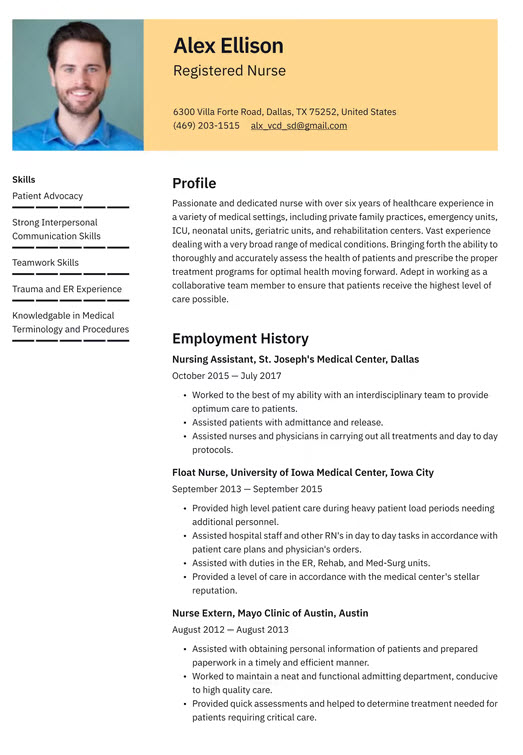 Alex Ellison
Registered Nurse
6300 Villa Forte Road, Dallas, TX 75252, United States
(469) 203-1515 alx_vcd_sd@gmail.com
Skills
Patient Advocacy
Strong Interpersonal
Communication Skills
Teamwork Skills
Trauma and ER Experience
Knowledgable in Medical
Terminology and Procedures
Profile
Passionate and dedicated nurse with over six years of healthcare experience in
a variety of medical settings, including private family practices, emergency units,
ICU, neonatal units, geriatric units, and rehabilitation centers. Vast experience
dealing with a very broad range of medical conditions. Bringing forth the ability to
thoroughly and accurately assess the health of patients and prescribe the proper
treatment programs for optimal health moving forward. Adept in working as a
collaborative team member to ensure that patients receive the highest level of
care possible.
Employment History
Nursing Assistant, St. Joseph's Medical Center, Dallas
October 2015 — July 2017
• Worked to the best of my ability with an interdisciplinary team to provide
optimum care to patients.
• Assisted patients with admittance and release.
• Assisted nurses and physicians in carrying out all treatments and day to day
protocols.
Float Nurse, University of Iowa Medical Center, Iowa City
September 2013 — September 2015
• Provided high level patient care during heavy patient load periods needing
additional personnel.
• Assisted hospital staff and other RN's in day to day tasks in accordance with
patient care plans and physician's orders.
• Assisted with duties in the ER, Rehab, and Med-Surg units.
• Provided a level of care in accordance with the medical center's stellar
reputation.
Nurse Extern, Mayo Clinic of Austin, Austin
August 2012 — August 2013
• Assisted with obtaining personal information of patients and prepared
paperwork in a timely and efficient manner.
• Worked to maintain a neat and functional admitting department, conducive
to high quality care.
• Provided quick assessments and helped to determine treatment needed for
patients requiring critical care.